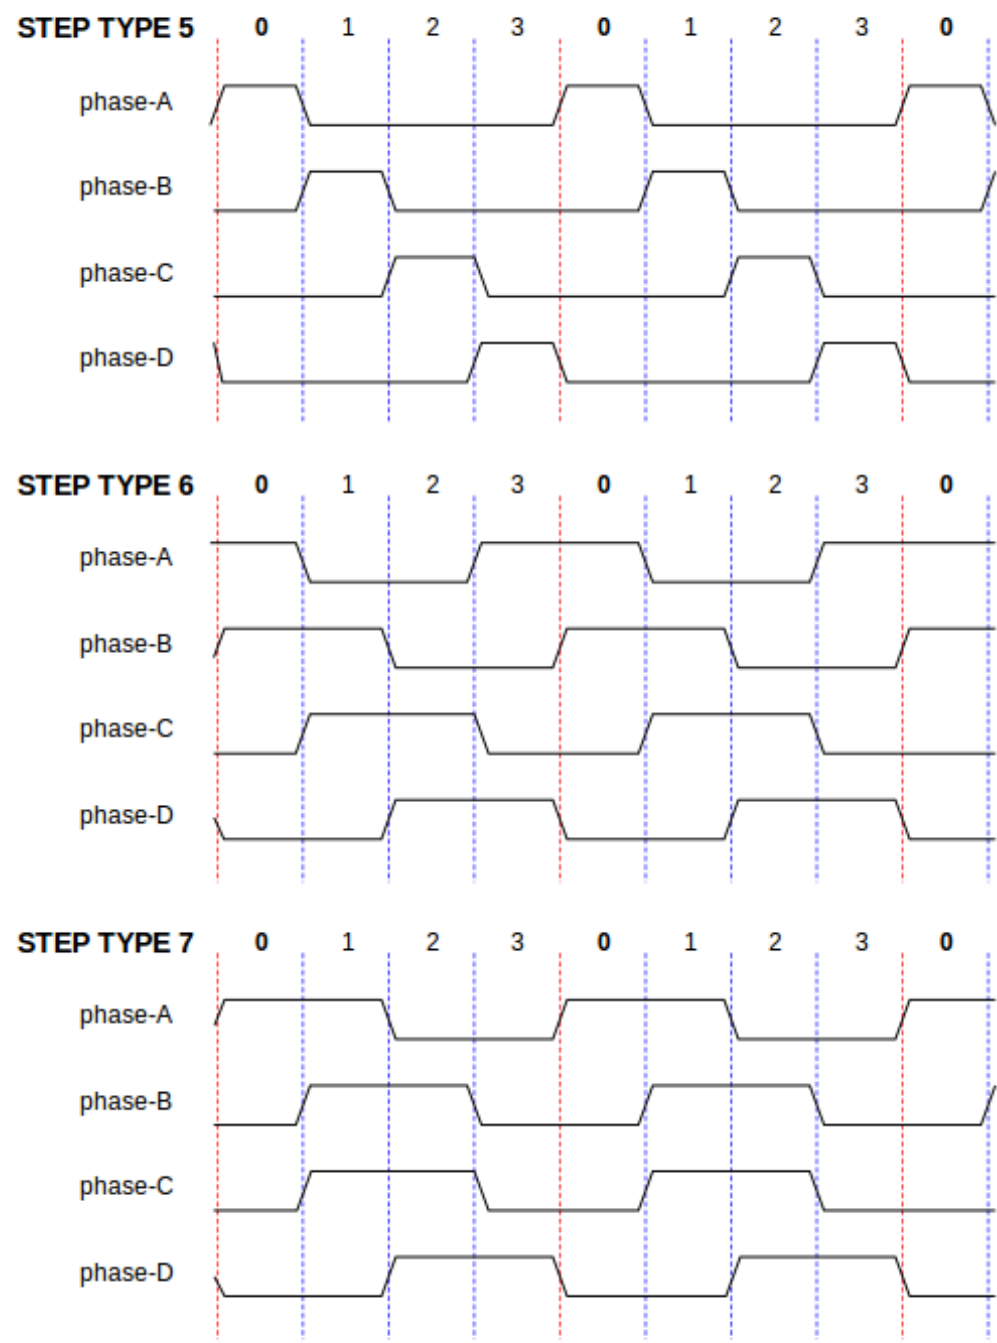 STEP TYPE 5 0 1 2 3 0 1 2 3 0
phase-A
phase-B
phase-C
phase-D
STEP TYPE 6 0 1 2 3 0 1 2 3 0
phase-A
phase-B
phase-C
phase-D
STEP TYPE 7 0 1 2 3 0 1 2 3 0
phase-A
phase-B
phase-C
phase-D